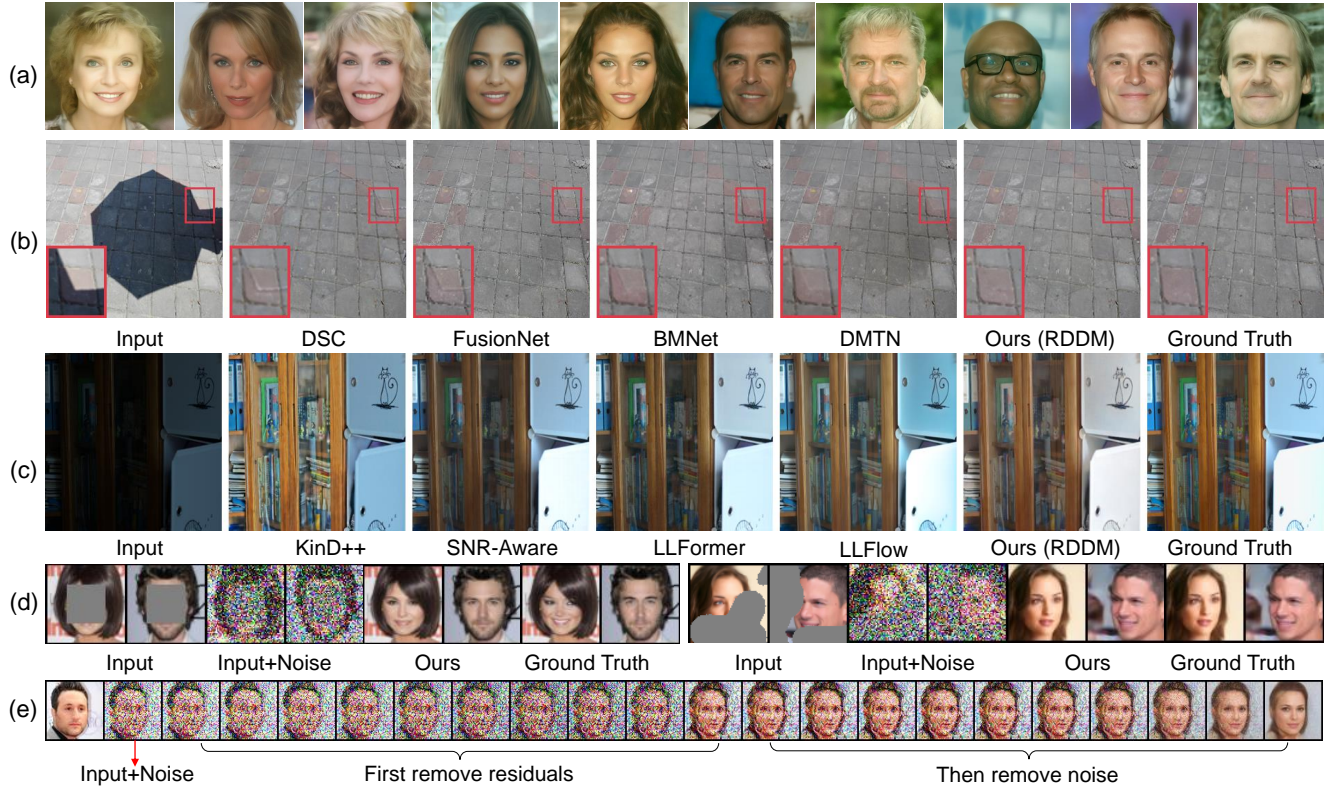 (a)
(b)
Input DSC FusionNet BMNet DMTN Ours (RDDM) Ground Truth
(c)
Input KinD++ SNR-Aware LLFormer LLFlow Ours (RDDM) Ground Truth
(d)
Input Input+Noise Ours Ground Truth Input Input+Noise Ours Ground Truth
(e)
Input+Noise First remove residuals Then remove noise